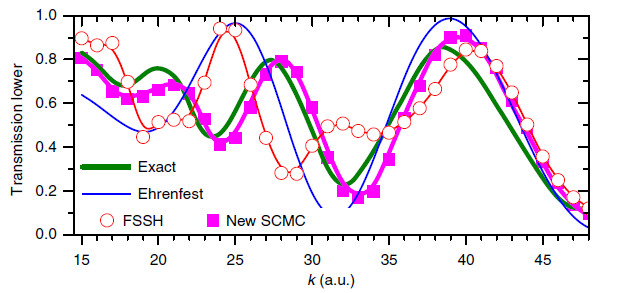 Transmission lower
1.0
0.8
0.6
0.4
0.2
0.0
Exact
Ehrenfest
FSSH
New SCMC
15 20 25 30 35 40 45
k (a.u.)